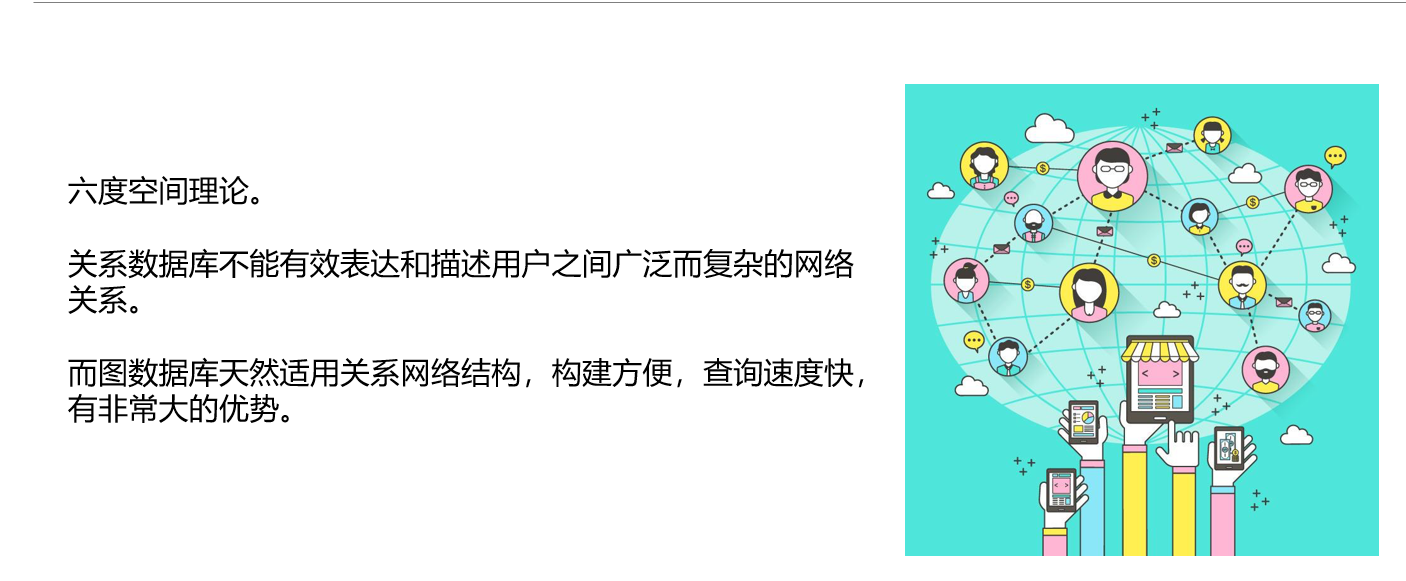 六度空间理论。
关系数据库不能有效表达和描述用户之间广泛而复杂的网络
关系。
而图数据库天然适用关系网络结构，构建方便，查询速度快，
有非常大的优势。